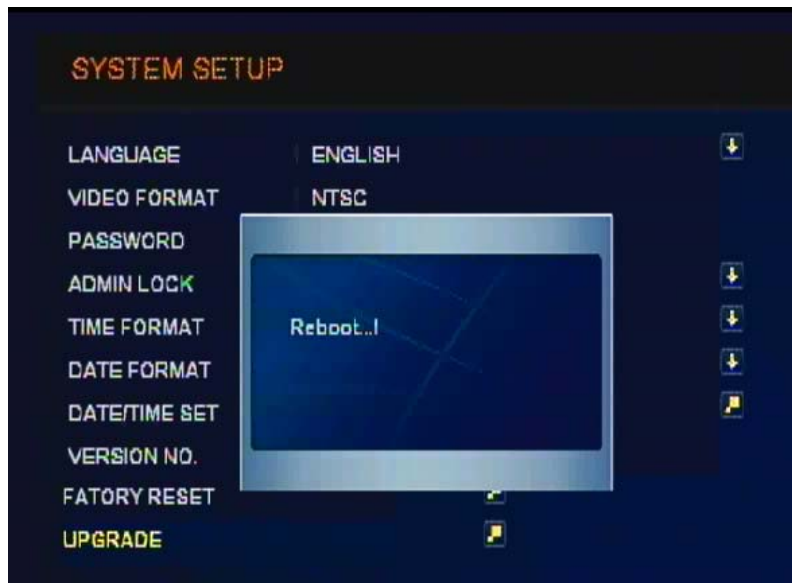 SYSTEM SETUP
LANGUAGE ENGLISH
VIDEO FORMAT NTSC
PASSWORD
ADMIN LOCK
TIME FORMAT
Reboot..!
DATE FORMAT
DATE/TIME SET
VERSION NO.
FATORY RESET
UPGRADE